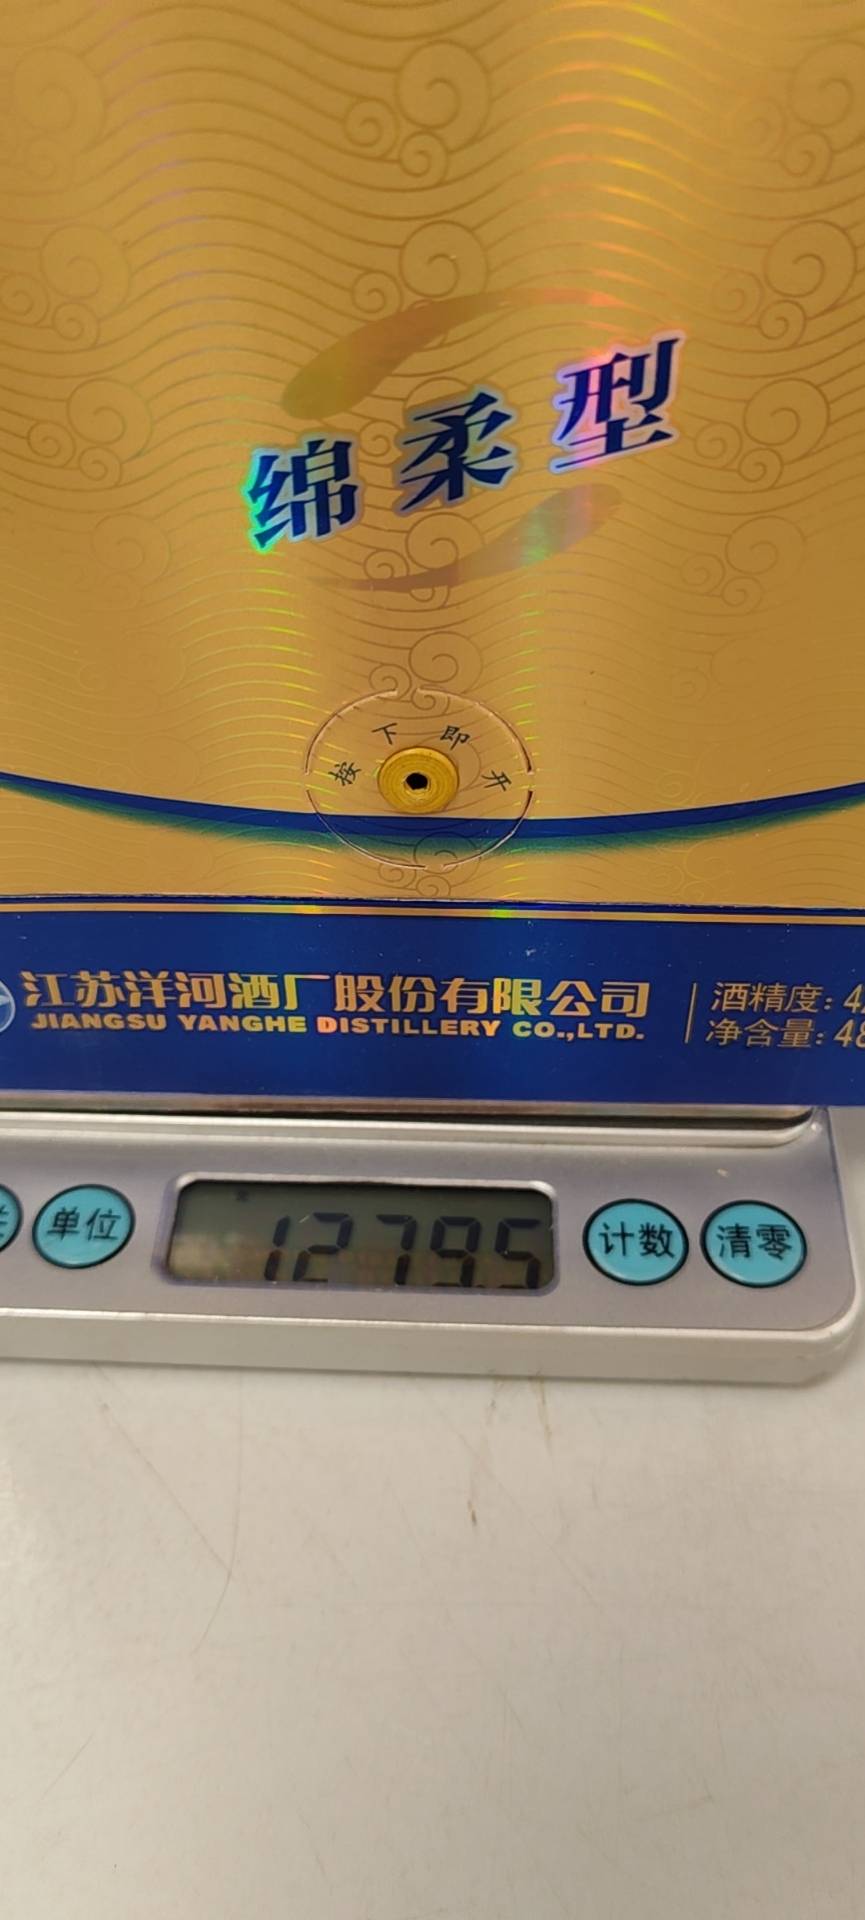 绵柔型
按下即开
江苏洋河酒厂股份有限公司
JIANGSU YANGHE DISTILLERY CO.,LTD.
酒精度:4
净含量:48
单位
1279.5
计数
清零